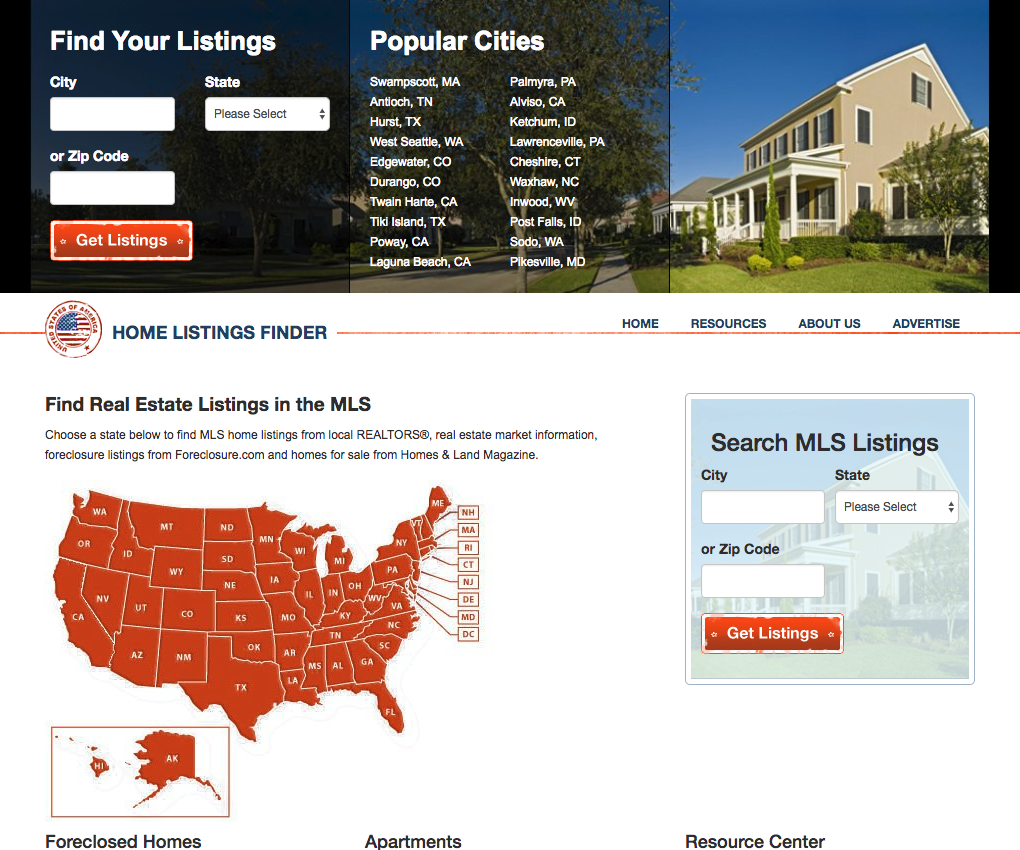 Find Your Listings
City
State
Please Select
or Zip Code
Get Listings
Popular Cities
Swampscott, MA
Antioch, TN
Hurst, TX
West Seattle, WA
Edgewater, CO
Durango, CO
Twain Harte, CA
Tiki Island, TX
Poway, CA
Laguna Beach, CA
Palmyra, PA
Alviso, CA
Ketchum, ID
Lawrenceville, PA
Cheshire, CT
Waxhaw, NC
Inwood, WV
Post Falls, ID
Sodo, WA
Pikesville, MD
UNITED STATES OF AMERICA
HOME LISTINGS FINDER
HOME
RESOURCES
ABOUT US
ADVERTISE
Find Real Estate Listings in the MLS
Choose a state below to find MLS home listings from local REALTORS®, real estate market information,
foreclosure listings from Foreclosure.com and homes for sale from Homes & Land Magazine.
WA
MT
ND
MN
ME
NH
OR
ID
SD
WI
MI
NY
VT
MA
WY
RI
NV
UT
NE
IA
IL
IN
OH
PA
CT
NJ
CA
CO
KS
MO
KY
WV
VA
DE
MD
AZ
NM
OK
AR
TN
NC
DC
TX
LA
MS
AL
GA
SC
FL
HI
AK
Search MLS Listings
City
State
Please Select
or Zip Code
Get Listings
Foreclosed Homes
Apartments
Resource Center